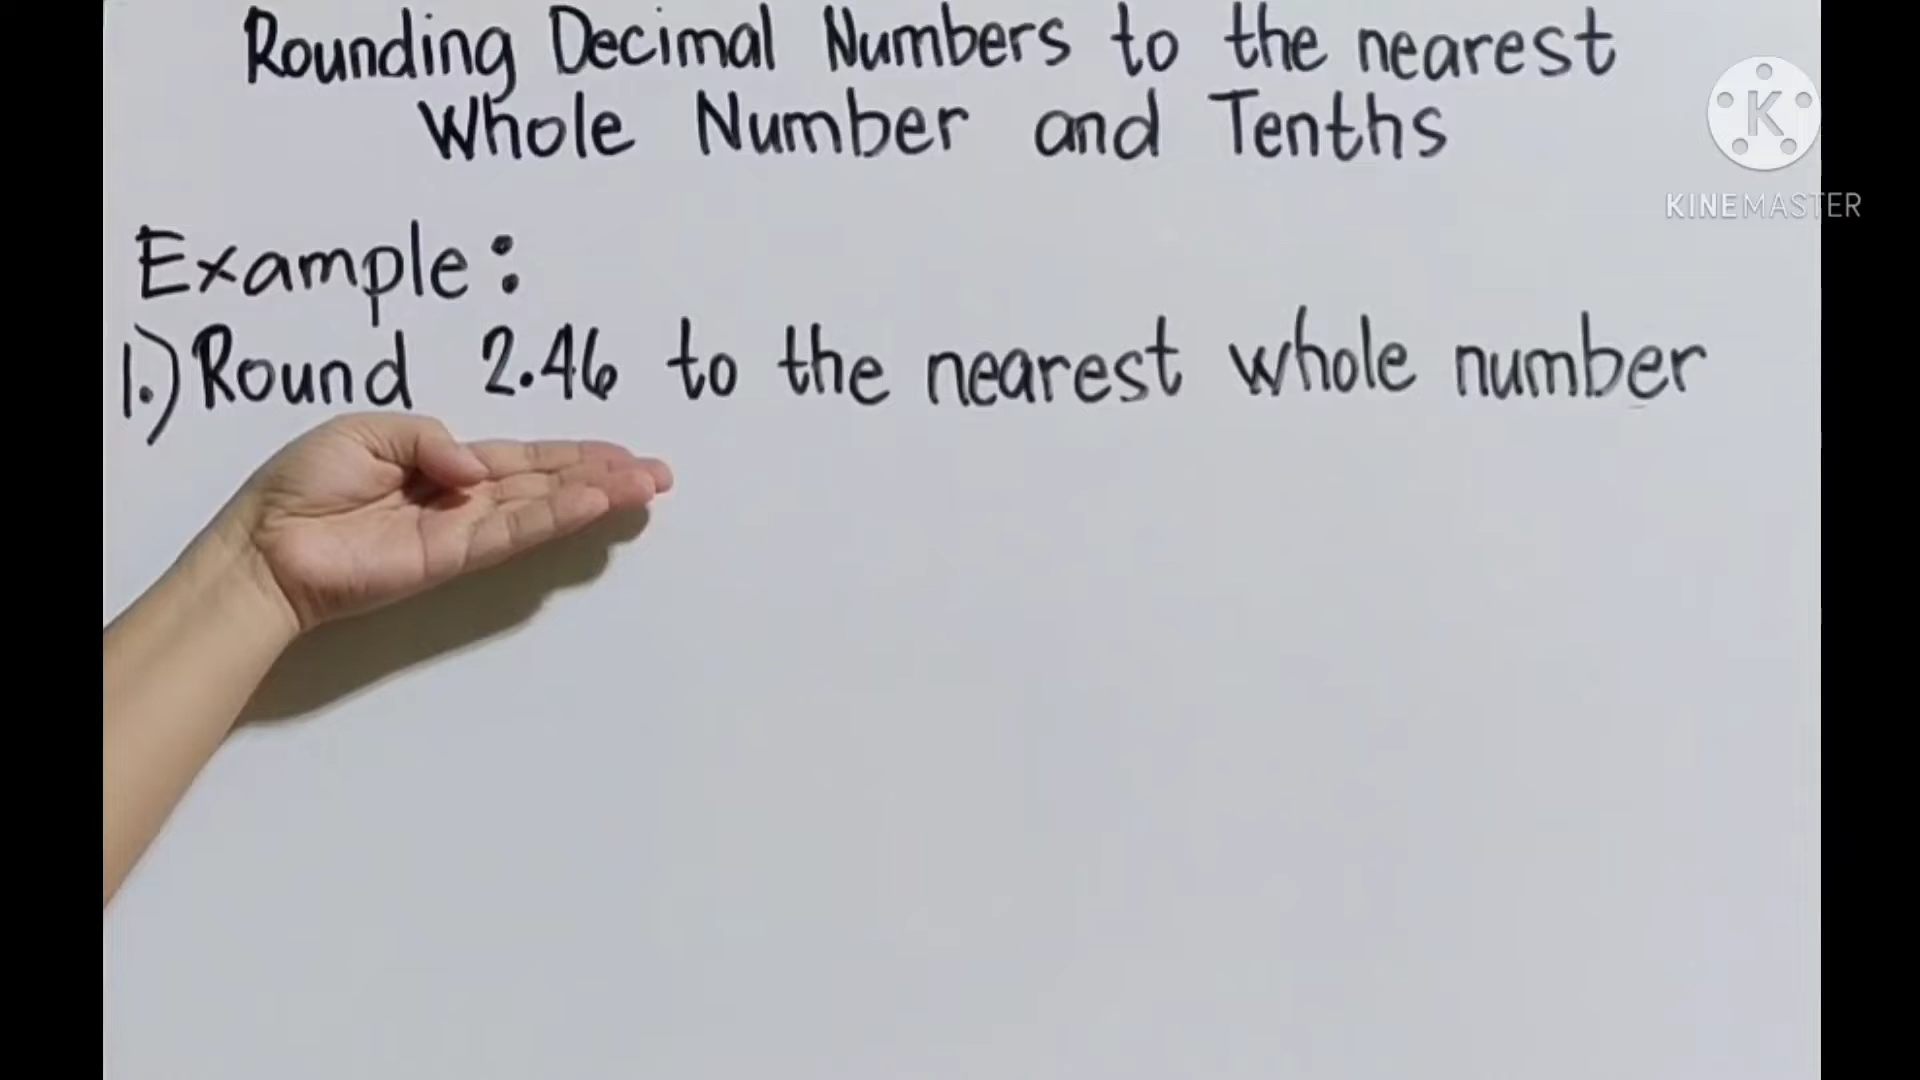 Rounding Decimal Numbers to the nearest
Whole Number and Tenths
K
KINEMASTER
Example:
1.) Round 2.46 to the nearest whole number